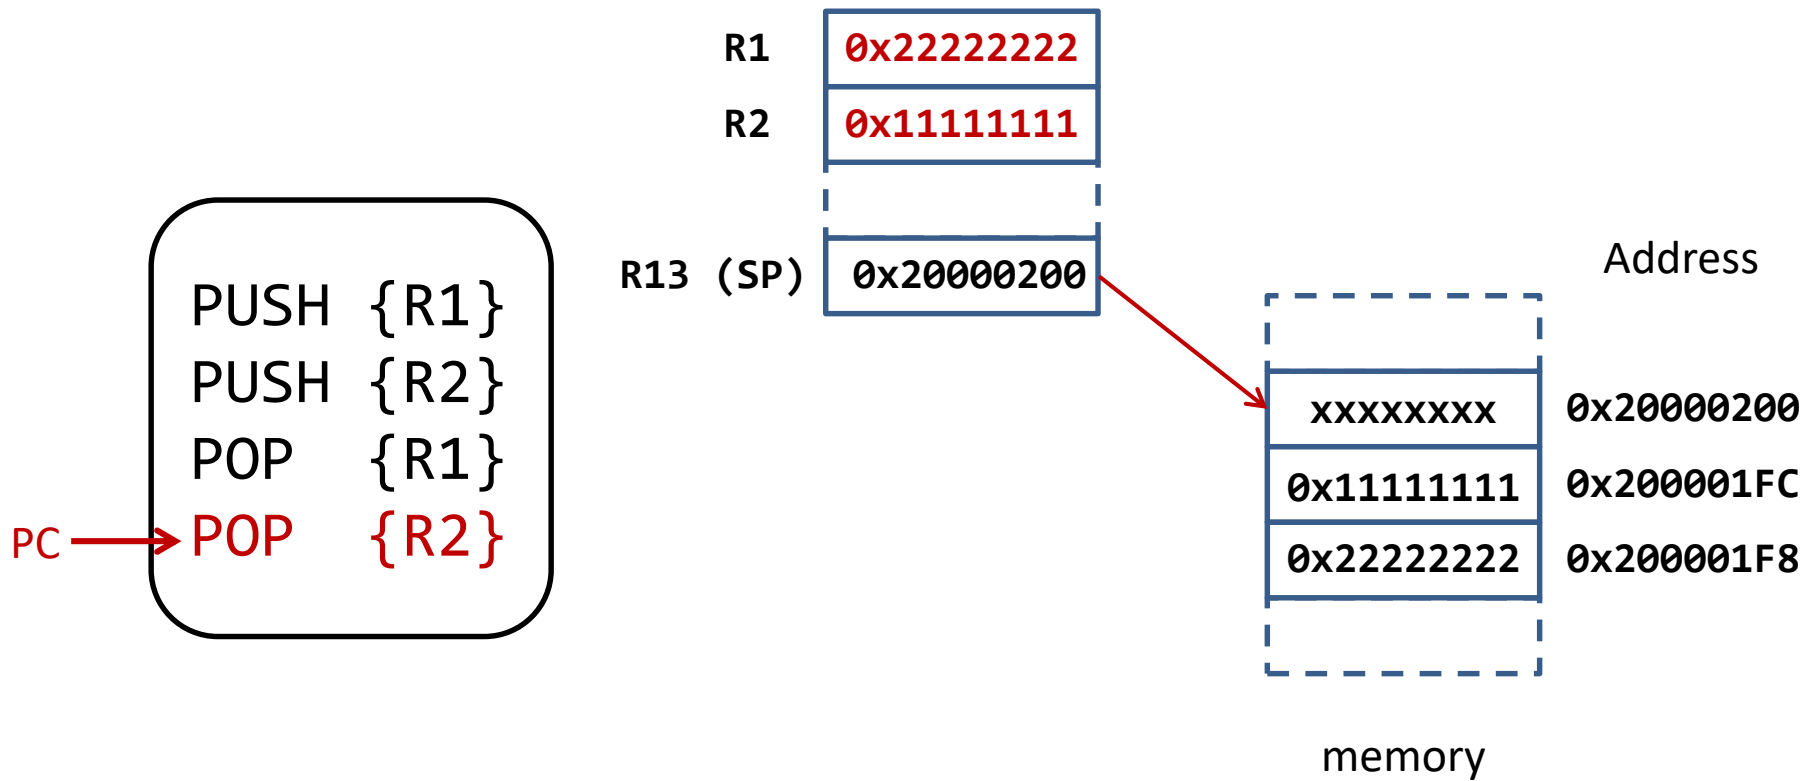 R1 0x22222222
R2 0x11111111
R13 (SP) 0x20000200
PUSH {R1}
PUSH {R2}
POP {R1}
PC POP {R2}
Address
xxxxxxxx 0x20000200
0x11111111 0x200001FC
0x22222222 0x200001F8
memory